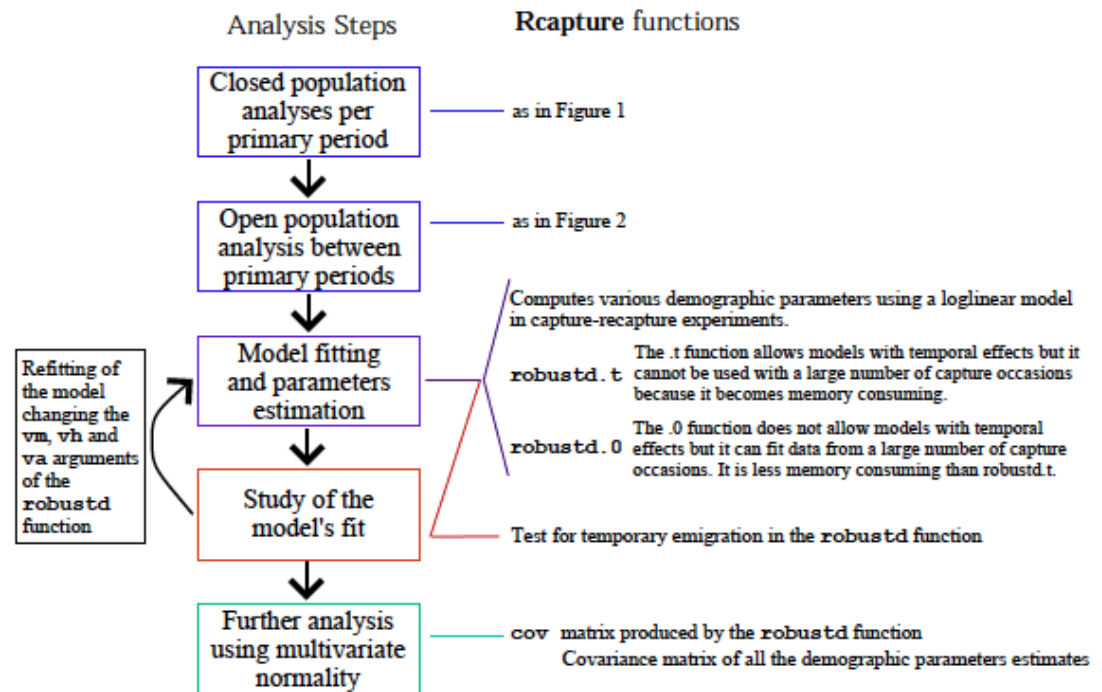 Analysis Steps
Rcapture functions
Closed population
analyses per
primary period
as in Figure 1
Open population
analysis between
primary periods
as in Figure 2
Computes various demographic parameters using a loglinear model
in capture-recapture experiments.
Model fitting
and parameters
estimation
robustd.t
The .t function allows models with temporal effects but it
cannot be used with a large number of capture occasions
because it becomes memory consuming.
robustd.0
The .0 function does not allow models with temporal
effects but it can fit data from a large number of capture
occasions. It is less memory consuming than robustd.t.
Refitting of
the model
changing the
vm, vh and
va arguments
of the
robustd
function
Study of the
model's fit
Test for temporary emigration in the robustd function
Further analysis
using multivariate
normality
cov matrix produced by the robustd function
Covariance matrix of all the demographic parameters estimates